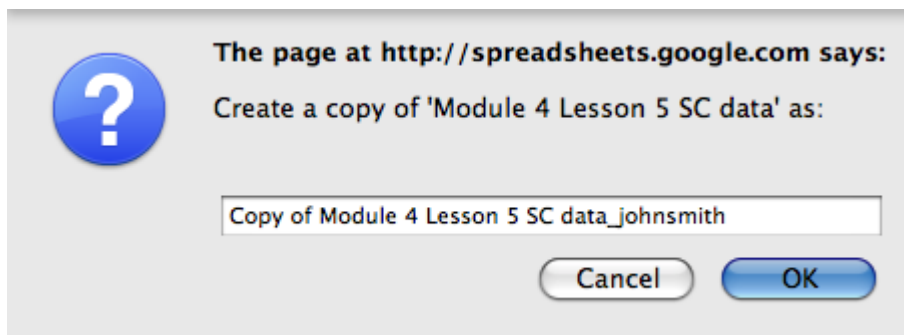 The page at http://spreadsheets.google.com says:
Create a copy of 'Module 4 Lesson 5 SC data' as:
Copy of Module 4 Lesson 5 SC data_johnsmith
Cancel OK